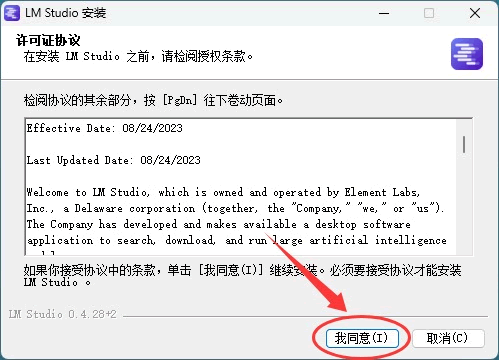 LM Studio 安装
许可证协议
在安装 LM Studio 之前,请检阅授权条款。
检阅协议的其余部分,按 [PgDn] 往下卷动页面。
Effective Date: 08/24/2023
Last Updated Date: 08/24/2023
Welcome to LM Studio, which is owned and operated by Element Labs,
Inc., a Delaware corporation (together, the "Company," "we," or "us").
The Company has developed and makes available a desktop software
application to search, download, and run large artificial intelligence
如果你接受协议中的条款,单击 [我同意(I)] 继续安装。必须要接受协议才能安装
LM Studio 。
LM Studio 0.4.28+2
我同意(I)
取消(C)